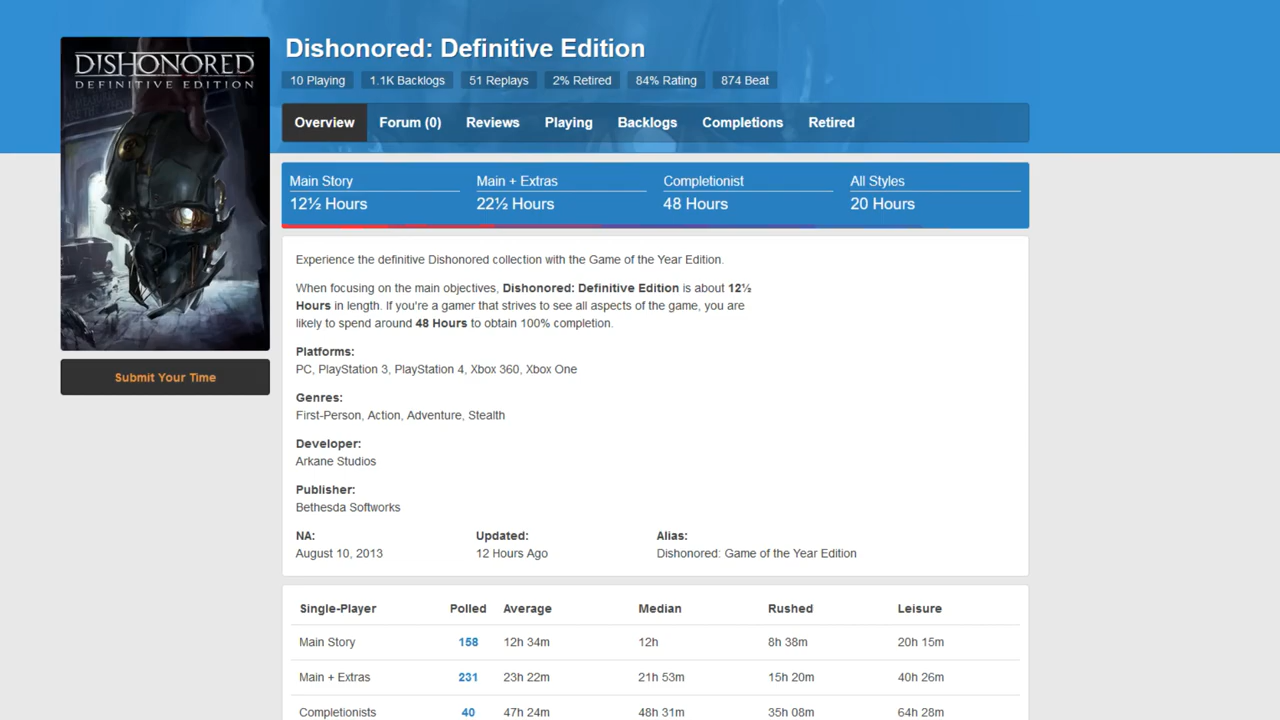 DISHONORED
DEFINITIVE EDITION
Dishonored: Definitive Edition
10 Playing 1.1K Backlogs 51 Replays 2% Retired 84% Rating 874 Beat
Overview Forum (0) Reviews Playing Backlogs Completions Retired
Main Story Main + Extras Completionist All Styles
12½ Hours 22½ Hours 48 Hours 20 Hours
Experience the definitive Dishonored collection with the Game of the Year Edition.
When focusing on the main objectives, Dishonored: Definitive Edition is about 12½
Hours in length. If you're a gamer that strives to see all aspects of the game, you are
likely to spend around 48 Hours to obtain 100% completion.
Platforms:
PC, PlayStation 3, PlayStation 4, Xbox 360, Xbox One
Submit Your Time
Genres:
First-Person, Action, Adventure, Stealth
Developer:
Arkane Studios
Publisher:
Bethesda Softworks
NA: Updated: Alias:
August 10, 2013 12 Hours Ago Dishonored: Game of the Year Edition
Single-Player Polled Average Median Rushed Leisure
Main Story 158 12h 34m 12h 8h 38m 20h 15m
Main + Extras 231 23h 22m 21h 53m 15h 20m 40h 26m
Completionists 40 47h 24m 48h 31m 35h 08m 64h 28m